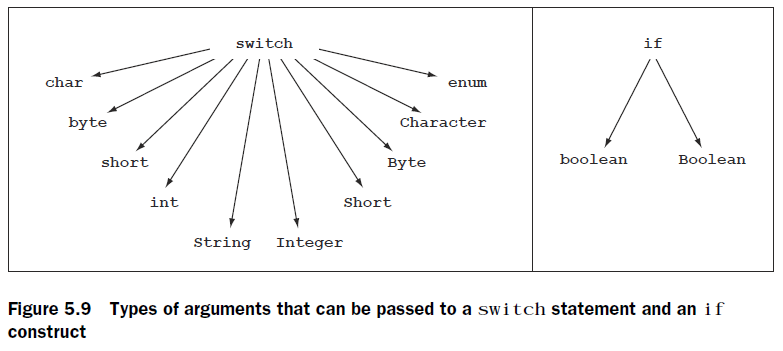 switch
if
char
enum
byte
Character
short
Byte
boolean
Boolean
int
Short
String
Integer
Figure 5.9 Types of arguments that can be passed to a switch statement and an if
construct